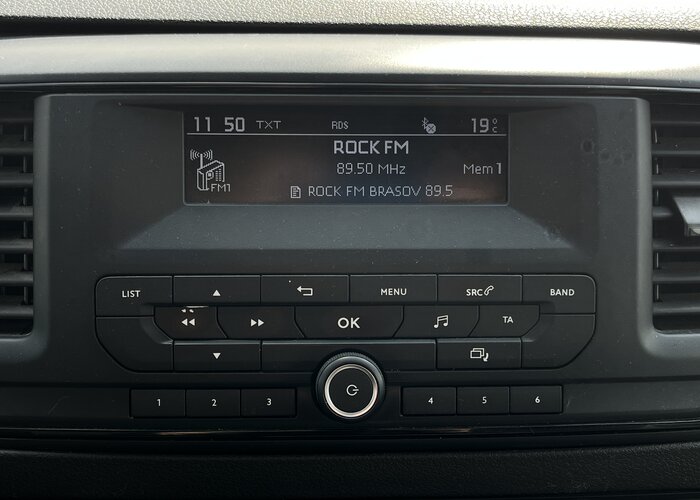 11 50 TXT RDS 19°C
ROCK FM
89.50 MHz Mem 1
FM1 ROCK FM BRASOV 89.5
LIST MENU SRC BAND
OK TA
1 2 3 4 5 6